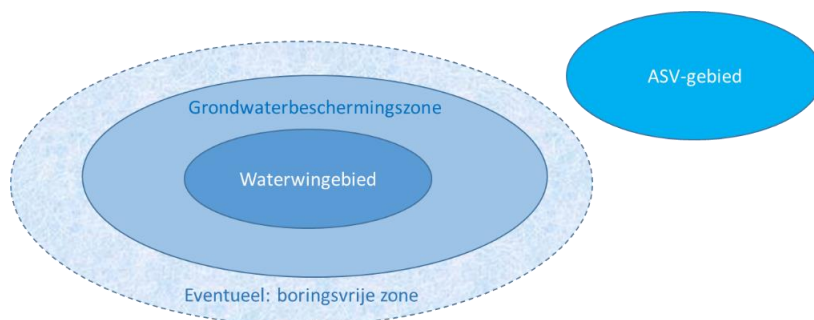 ASV-gebied
Grondwaterbeschermingszone
Waterwingebied
Eventueel: boringsvrije zone